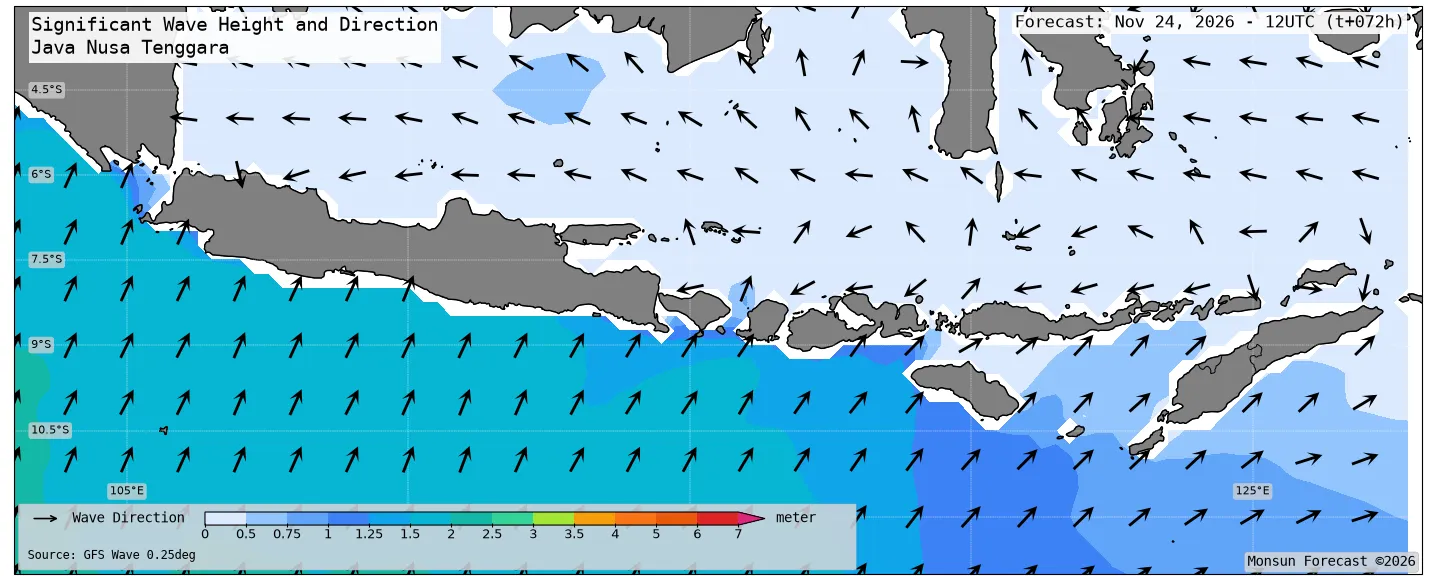 Significant Wave Height and Direction
Java Nusa Tenggara
Forecast: Nov 24, 2026 - 12UTC (t+072h)
4.5°S
6°S
7.5°S
9°S
10.5°S
105°E
125°E
Wave Direction
0 0.5 0.75 1 1.25 1.5 2 2.5 3 3.5 4 5 6 7
meter
Source: GFS Wave 0.25deg
Monsun Forecast ©2026